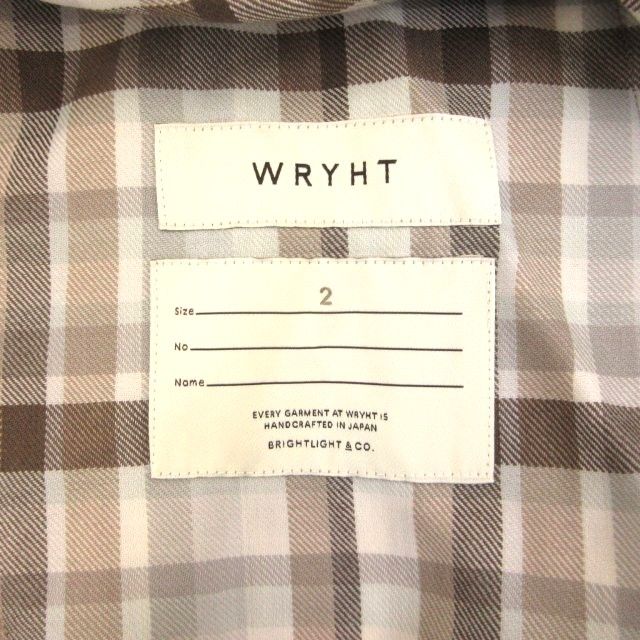 WRYHT
Size 2
No
Name
EVERY GARMENT AT WRYHT IS
HANDCRAFTED IN JAPAN
BRIGHTLIGHT & CO.